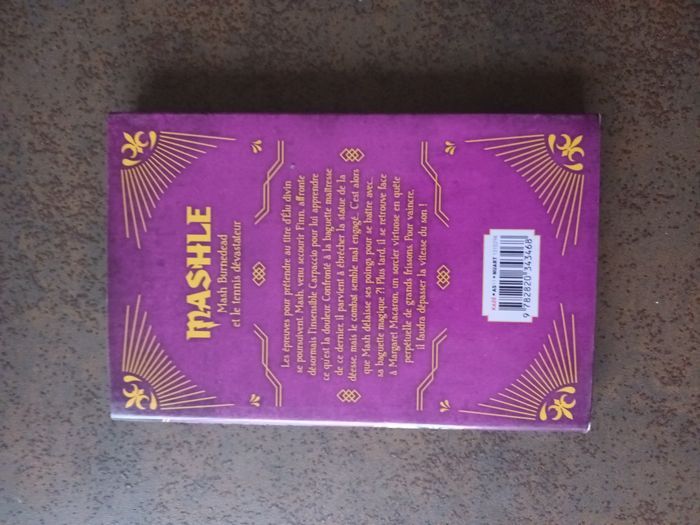 MASHLE
Mash Burnedead
et le tennis dévastateur
Les épreuves pour prétendre au titre d'Élu divin
se poursuivent. Mash, venu secourir Finn, affronte
désormais l'insensible Carpaccio pour lui apprendre
ce qu'est la douleur. Confronté à la baguette maîtresse
de ce dernier, il parvient à ébrécher la statue de la
déesse, mais le combat semble mal engagé... C'est alors
que Mash délaisse ses poings pour se battre avec...
sa baguette magique ?! Plus tard, il se retrouve face
à Margaret Macaron, un sorcier virtuose en quête
perpétuelle de grands frissons. Pour vaincre,
il faudra dépasser la vitesse du son !
KAZÉ • A5 • NUART
9 782820 343468